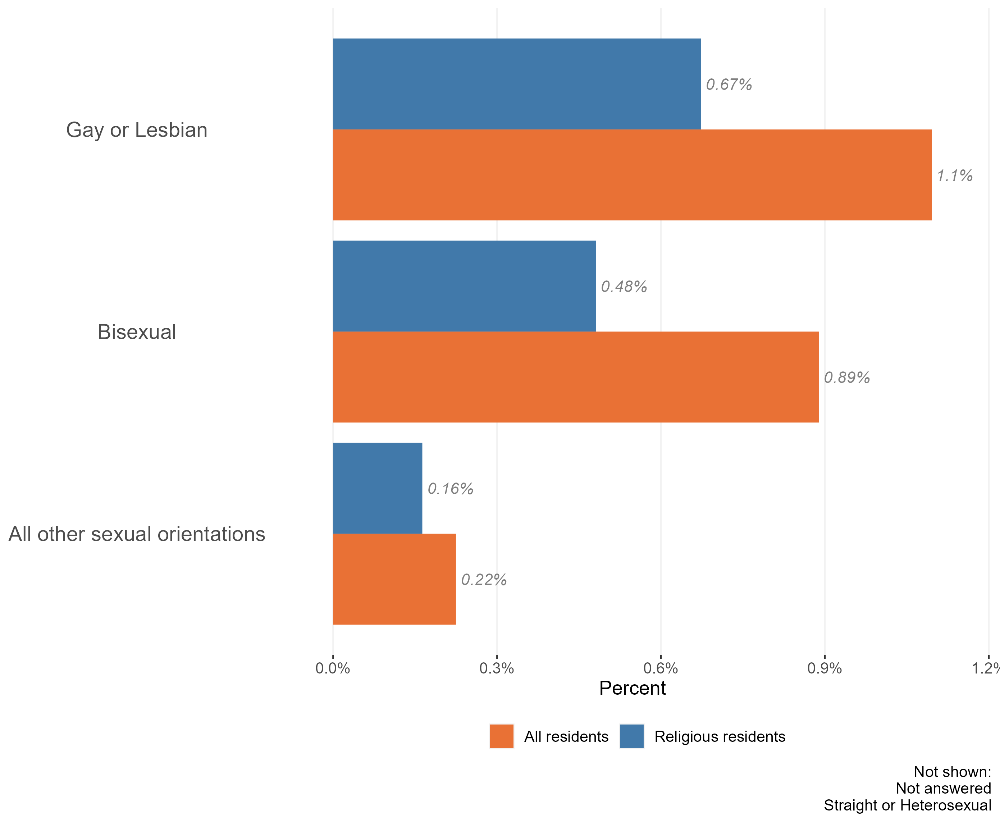 Gay or Lesbian
0.67%
1.1%
Bisexual
0.48%
0.89%
All other sexual orientations
0.16%
0.22%
0.0% 0.3% 0.6% 0.9% 1.2%
Percent
All residents Religious residents
Not shown:
Not answered
Straight or Heterosexual